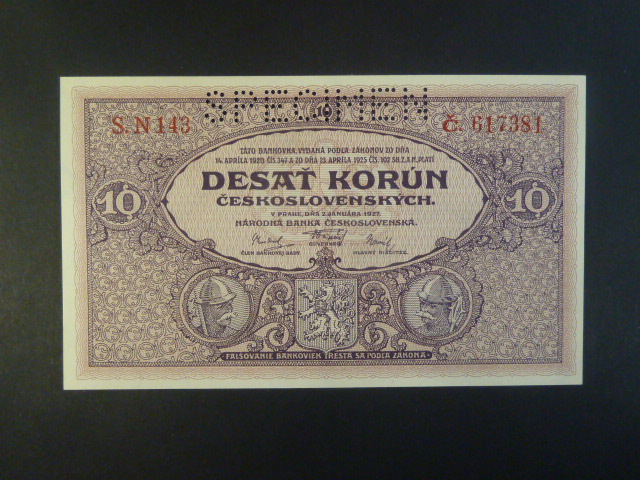 SPECIMEN
S. N 143
Č. 617381
TÁTO BANKOVKA, VYDANÁ PODĽA ZÁKONOV ZO DŇA
14. APRÍLA 1920 ČÍS. 347 A ZO DŇA 23. APRÍLA 1925 ČÍS. 102 SB. Z. A N., PLATÍ
DESAŤ KORÚN
ČESKOSLOVENSKÝCH.
V PRAHE, DŇA 2. JANUÁRA 1927.
NÁRODNÁ BANKA ČESKOSLOVENSKÁ.
ČLEN BANKOVEJ RADY
GUVERNÉR
HLAVNÝ RIADITEĽ
10
10
FALŠOVANIE BANKOVIEK TRESTÁ SA PODĽA ZÁKONA